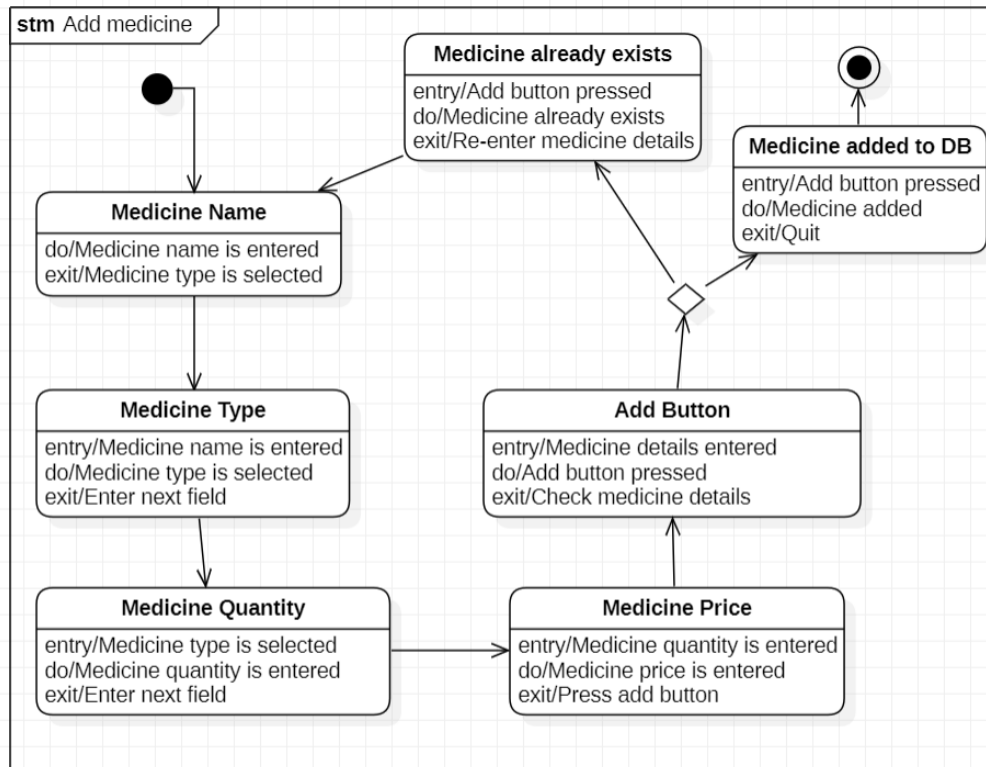 stm Add medicine
Medicine already exists
entry/Add button pressed
do/Medicine already exists
exit/Re-enter medicine details
Medicine added to DB
entry/Add button pressed
do/Medicine added
exit/Quit
Medicine Name
do/Medicine name is entered
exit/Medicine type is selected
Medicine Type
entry/Medicine name is entered
do/Medicine type is selected
exit/Enter next field
Add Button
entry/Medicine details entered
do/Add button pressed
exit/Check medicine details
Medicine Quantity
entry/Medicine type is selected
do/Medicine quantity is entered
exit/Enter next field
Medicine Price
entry/Medicine quantity is entered
do/Medicine price is entered
exit/Press add button